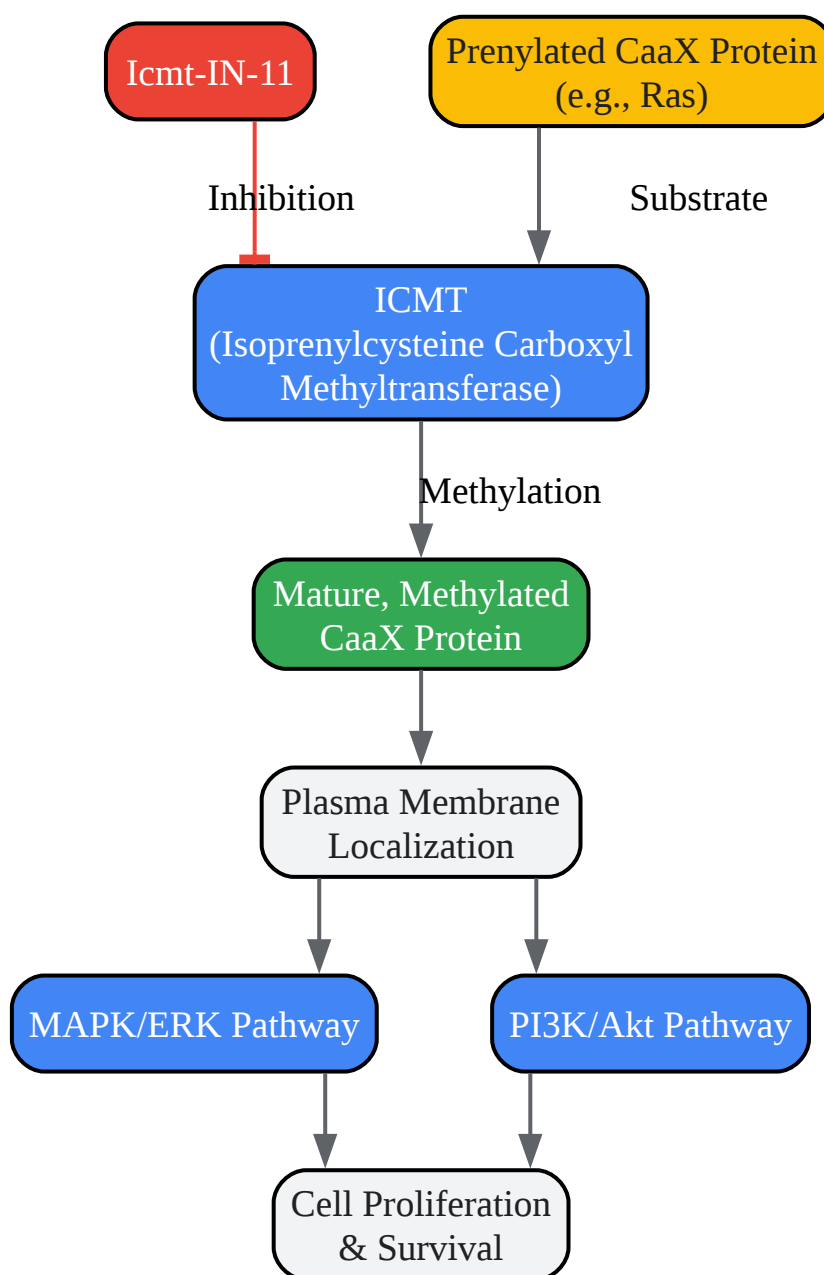 Icmt-IN-11
Prenylated CaaX Protein
(e.g., Ras)
Inhibition
Substrate
ICMT
(Isoprenylcysteine Carboxyl
Methyltransferase)
Methylation
Mature, Methylated
CaaX Protein
Plasma Membrane
Localization
MAPK/ERK Pathway
PI3K/Akt Pathway
Cell Proliferation
& Survival